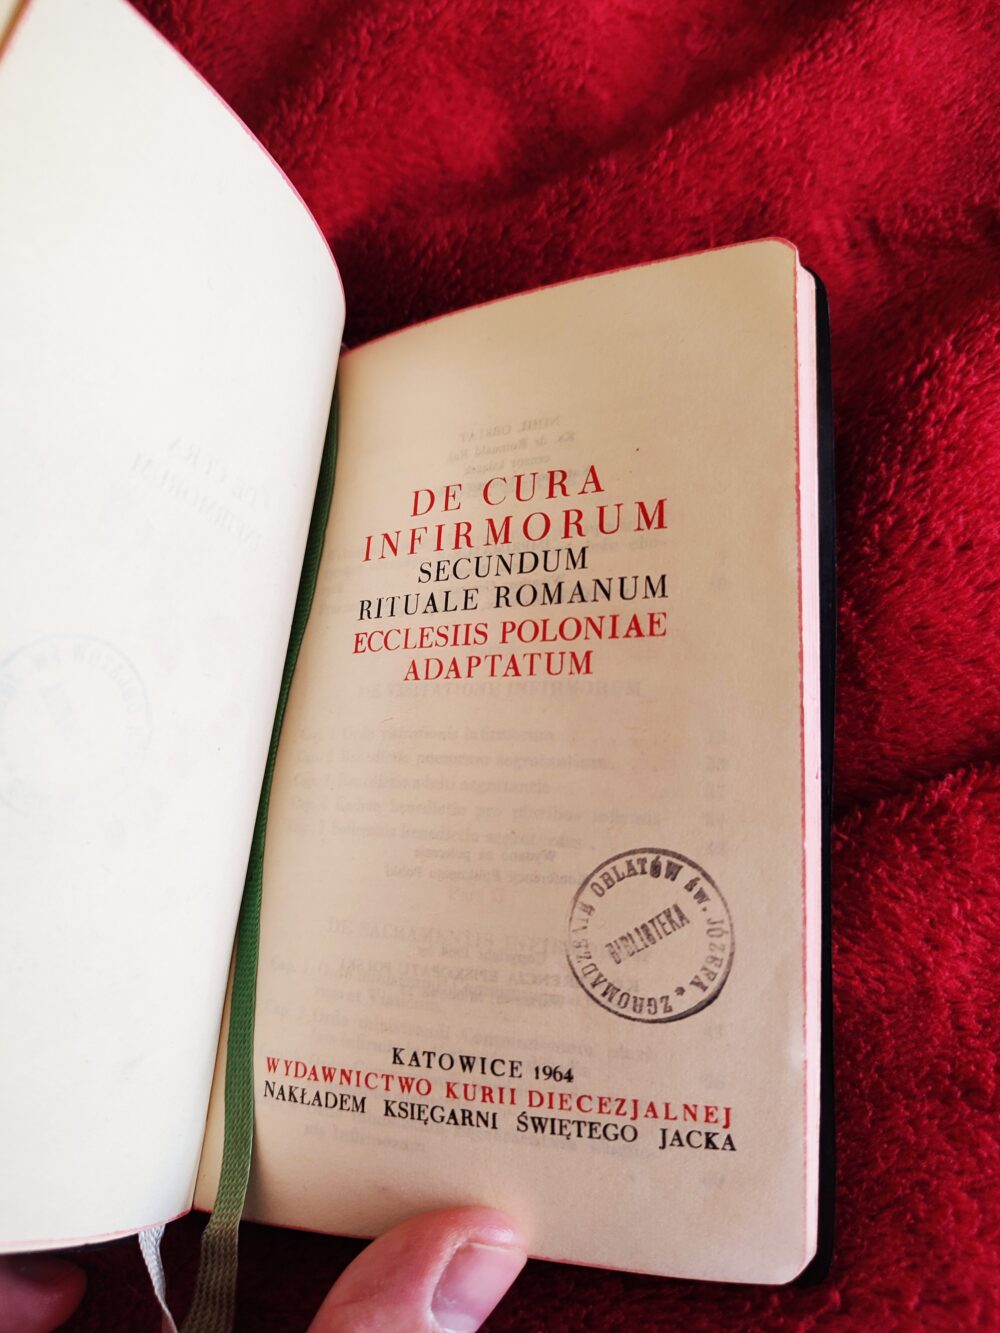 DE CURA
INFIRMORUM
SECUNDUM
RITUALE ROMANUM
ECCLESIIS POLONIAE
ADAPTATUM
ZGROMADZENIE OBLATÓW ŚW. JÓZEFA *
BIBLIOTEKA
KATOWICE 1964
WYDAWNICTWO KURII DIECEZJALNEJ
NAKŁADEM KSIĘGARNI ŚWIĘTEGO JACKA